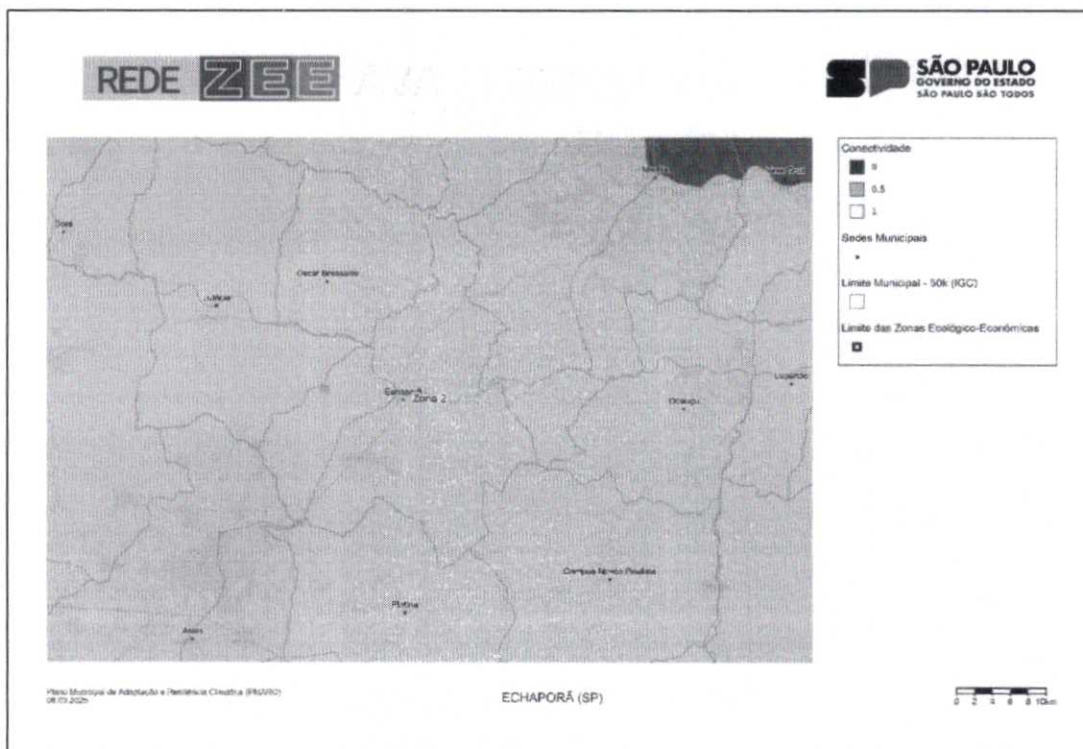 REDE ZEE
SÃO PAULO
GOVERNO DO ESTADO
SÃO PAULO SÃO TODOS
Conectividade
0
0.5
1
Sedes Municipais
Limite Municipal - 50k (IGC)
Limite das Zonas Ecológico-Econômicas
Oscar Bressane
Lutécia
Zona 2
Ocauçu
Lupércio
Campos Novos Paulista
Platina
Assis
Plano Municipal de Adaptação e Resiliência Climática
ECHAPORÃ (SP)
0 2 4 6 8 10km